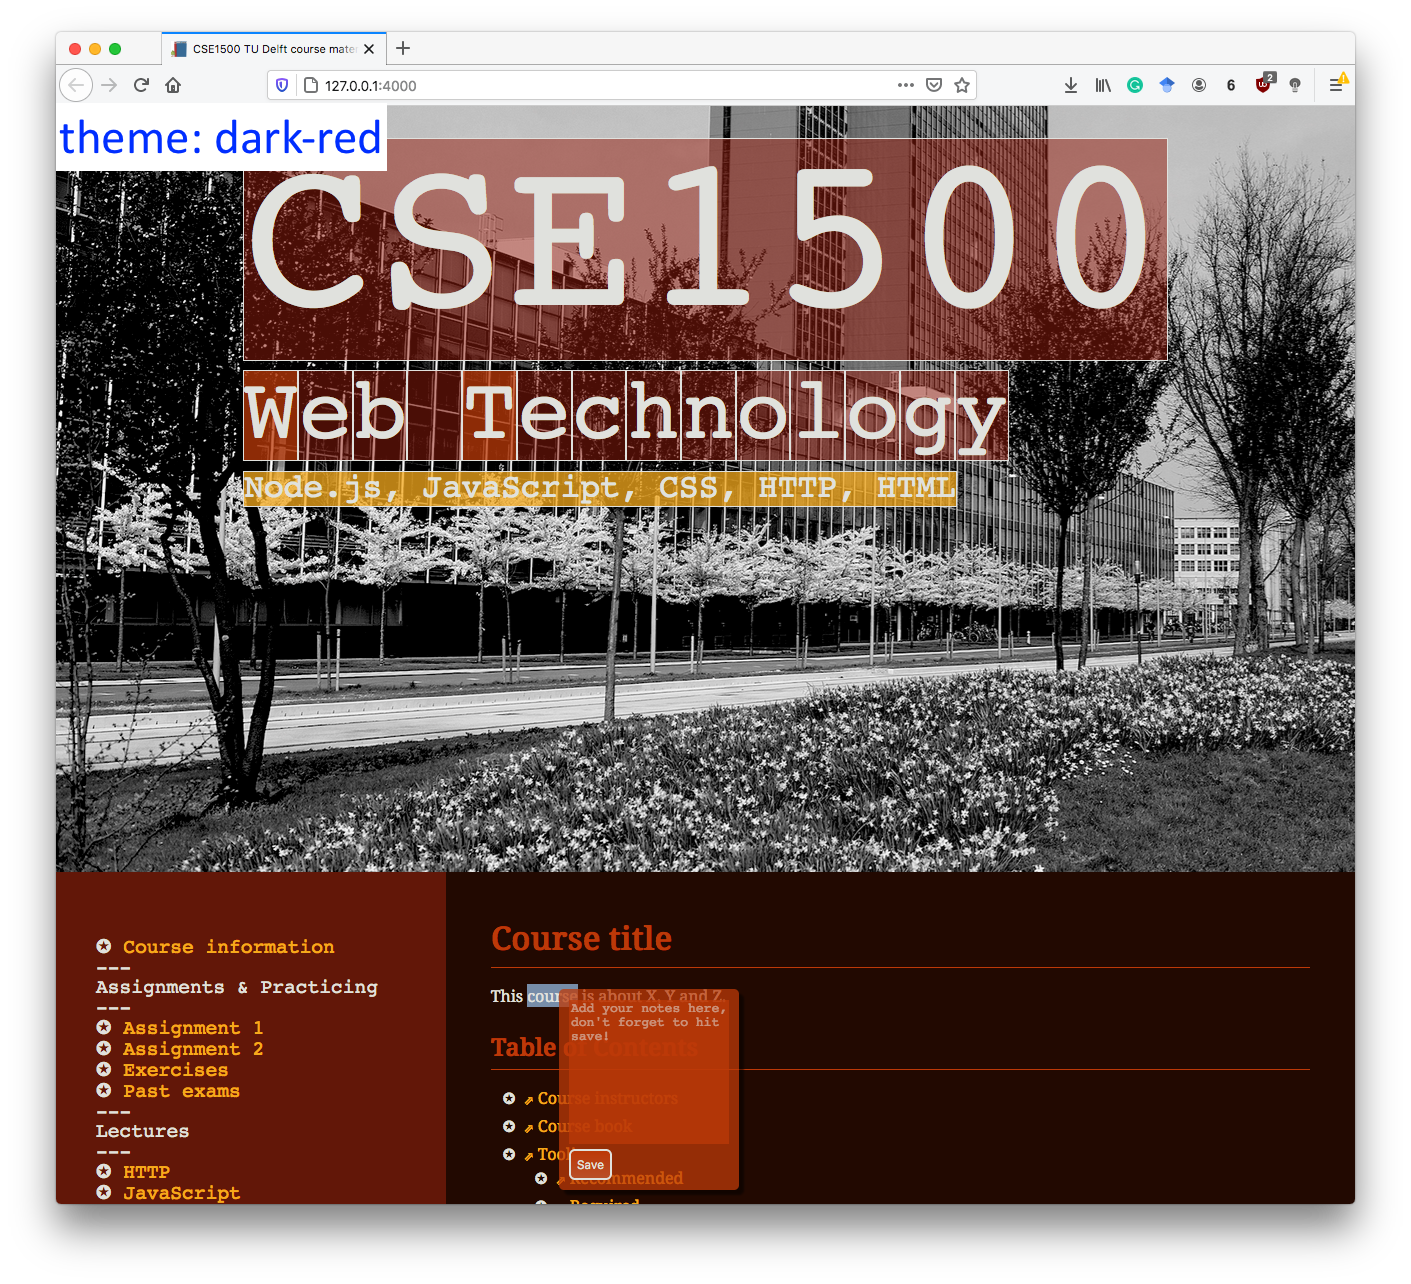 CSE1500 TU Delft course mate
127.0.0.1:4000
6
2
theme: dark-red
CSE1500
Web Technology
Node.js, JavaScript, CSS, HTTP, HTML
Course information
---
Assignments & Practicing
---
Assignment 1
Assignment 2
Exercises
Past exams
---
Lectures
---
HTTP
JavaScript
Course title
This course is about X, Y and Z.
Add your notes here,
don't forget to hit
save!
Table of Contents
Course instructors
Course book
Save
Recommended
Required